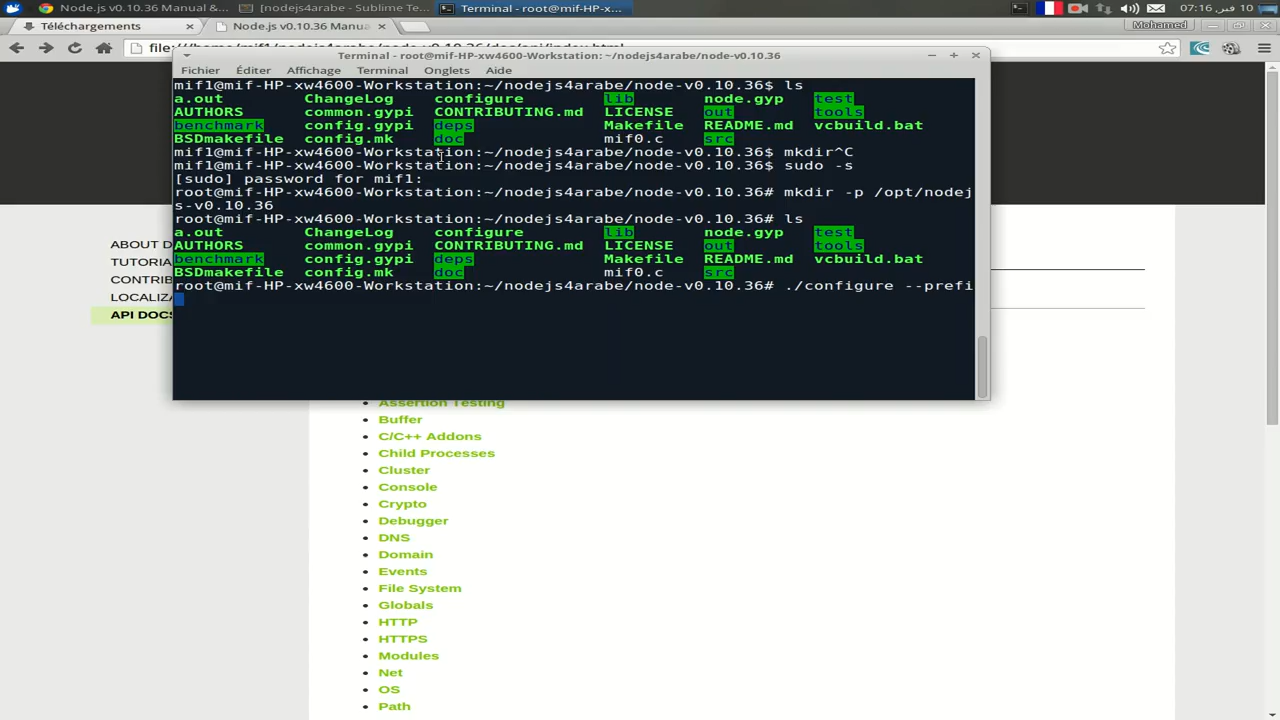 Node.js v0.10.36 Manual &...
[nodejs4arabe] - Sublime Te...
Terminal - root@mif-HP-x...
07:16 فبر 10
Téléchargements
Node.js v0.10.36 Manua
Mohamed
Terminal - root@mif-HP-xw4600-Workstation: ~/nodejs4arabe/node-v0.10.36
Fichier Éditer Affichage Terminal Onglets Aide
mif1@mif-HP-xw4600-Workstation:~/nodejs4arabe/node-v0.10.36$ ls
a.out ChangeLog configure lib node.gyp test
AUTHORS common.gypi CONTRIBUTING.md LICENSE out tools
benchmark config.gypi deps Makefile README.md vcbuild.bat
BSDmakefile config.mk doc mif0.c src
mif1@mif-HP-xw4600-Workstation:~/nodejs4arabe/node-v0.10.36$ mkdir^C
mif1@mif-HP-xw4600-Workstation:~/nodejs4arabe/node-v0.10.36$ sudo -s
[sudo] password for mif1:
root@mif-HP-xw4600-Workstation:~/nodejs4arabe/node-v0.10.36# mkdir -p /opt/nodej
s-v0.10.36
root@mif-HP-xw4600-Workstation:~/nodejs4arabe/node-v0.10.36# ls
a.out ChangeLog configure lib node.gyp test
AUTHORS common.gypi CONTRIBUTING.md LICENSE out tools
benchmark config.gypi deps Makefile README.md vcbuild.bat
BSDmakefile config.mk doc mif0.c src
root@mif-HP-xw4600-Workstation:~/nodejs4arabe/node-v0.10.36# ./configure --prefi
ABOUT D
TUTORIA
CONTRIB
LOCALIZA
API DOCS
Assertion Testing
Buffer
C/C++ Addons
Child Processes
Cluster
Console
Crypto
Debugger
DNS
Domain
Events
File System
Globals
HTTP
HTTPS
Modules
Net
OS
Path